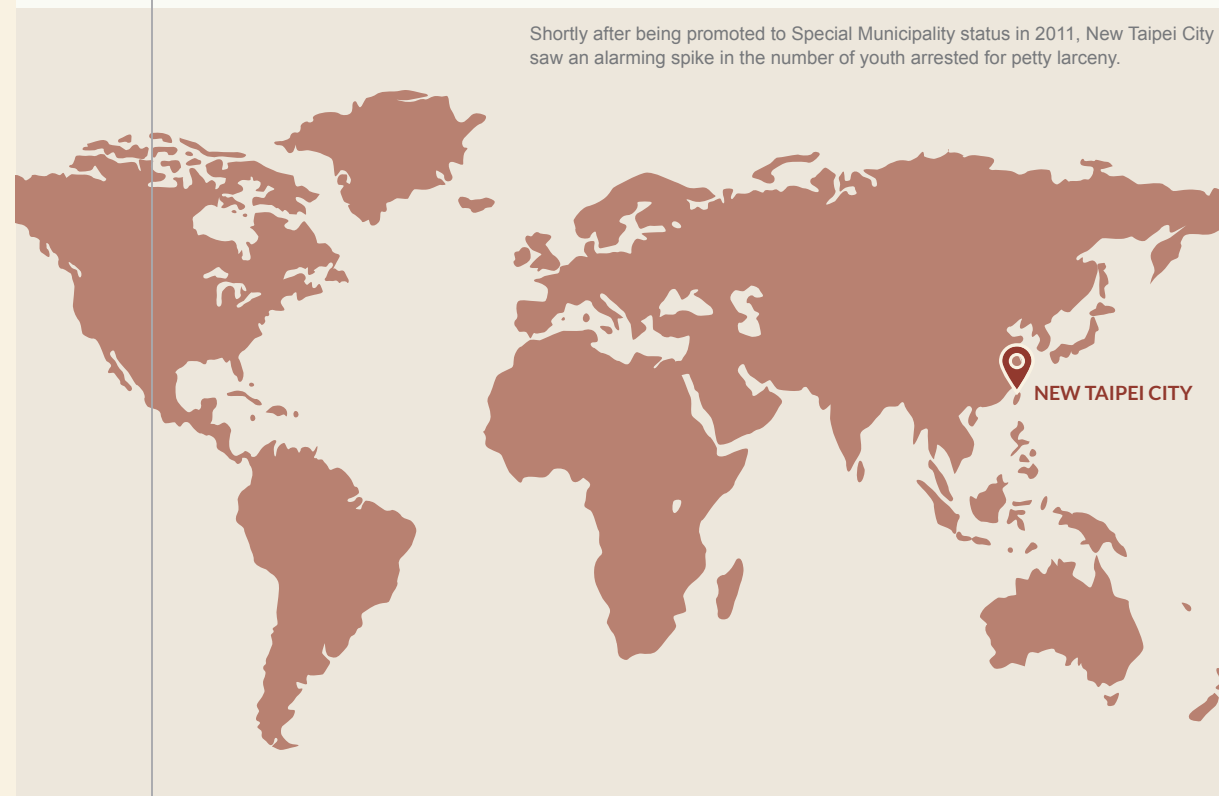 Shortly after being promoted to Special Municipality status in 2011, New Taipei City
saw an alarming spike in the number of youth arrested for petty larceny.
NEW TAIPEI CITY